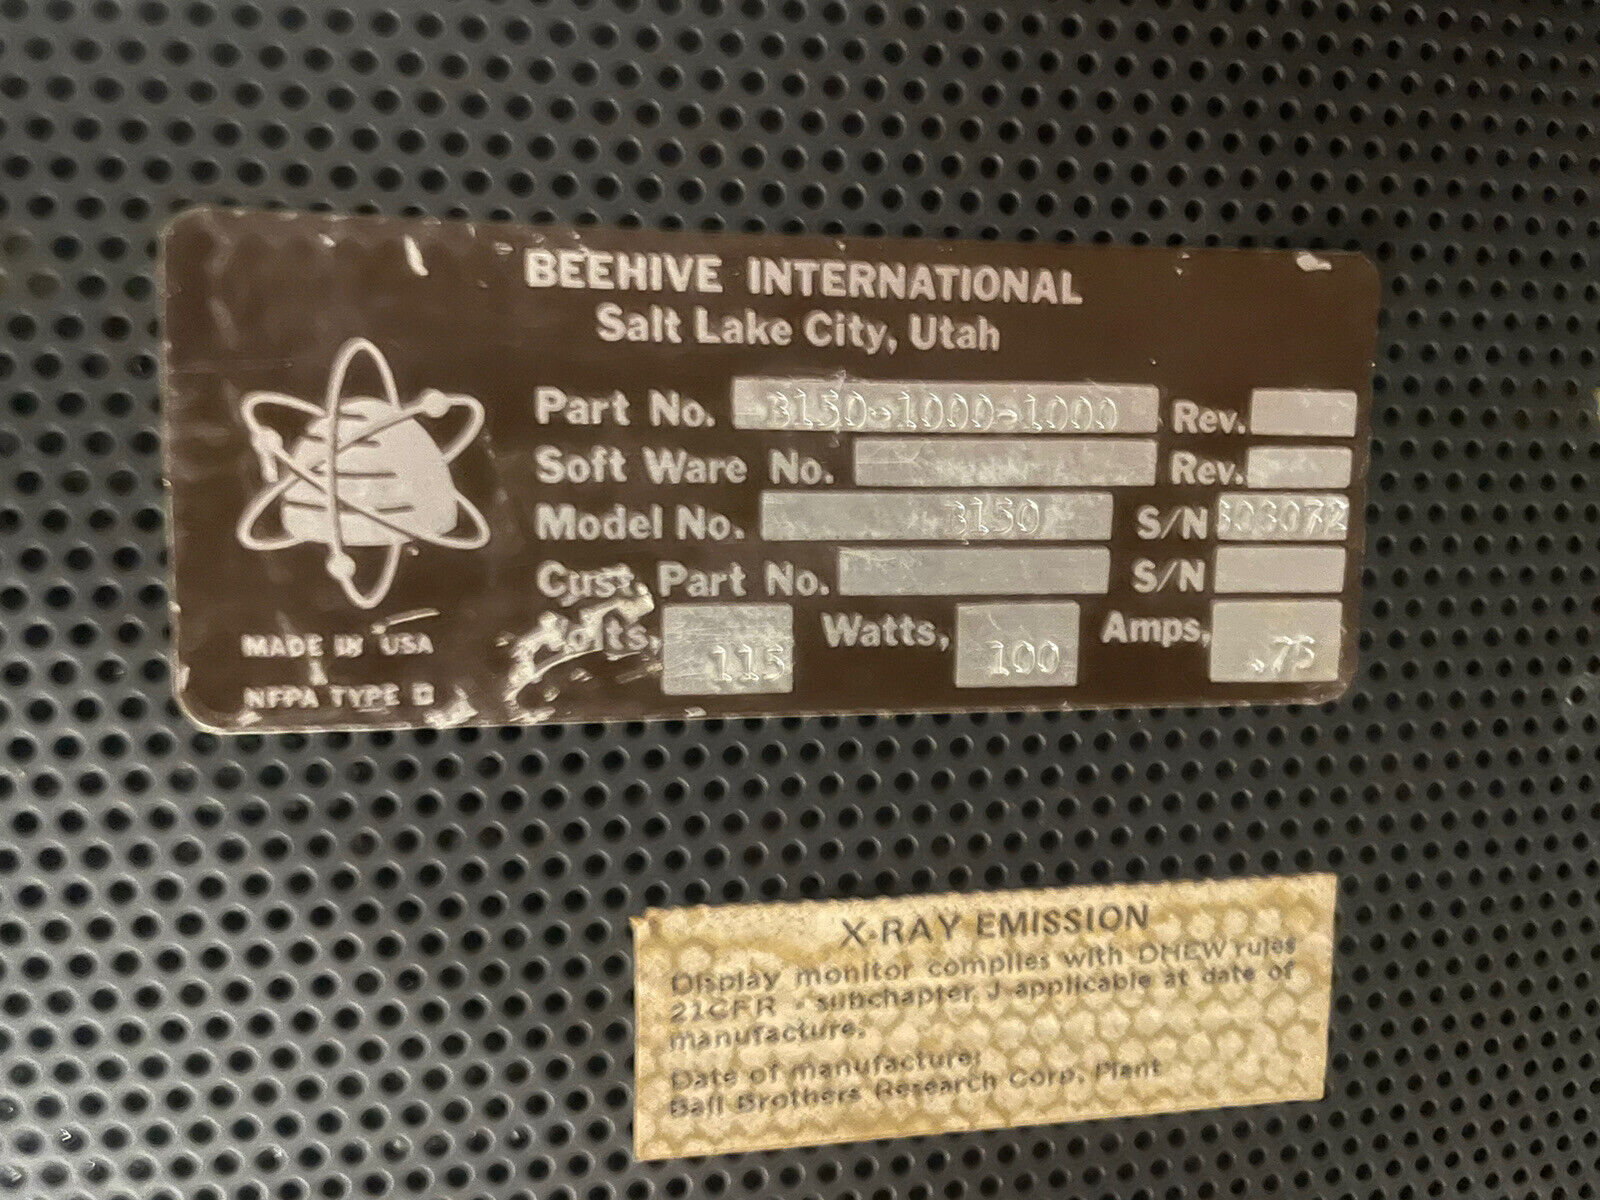 BEEHIVE INTERNATIONAL
Salt Lake City, Utah
Part No. 3150-1000-1000 Rev.
Soft Ware No. Rev.
Model No. 3150 S/N 303072
Cust. Part No. S/N
Volts, 115 Watts, 100 Amps, .75
MADE IN USA
NFPA TYPE
X-RAY EMISSION
Display monitor complies with DHEW rules
21CFR - subchapter J applicable at date of
manufacture.
Date of manufacture:
Ball Brothers Research Corp. Plant